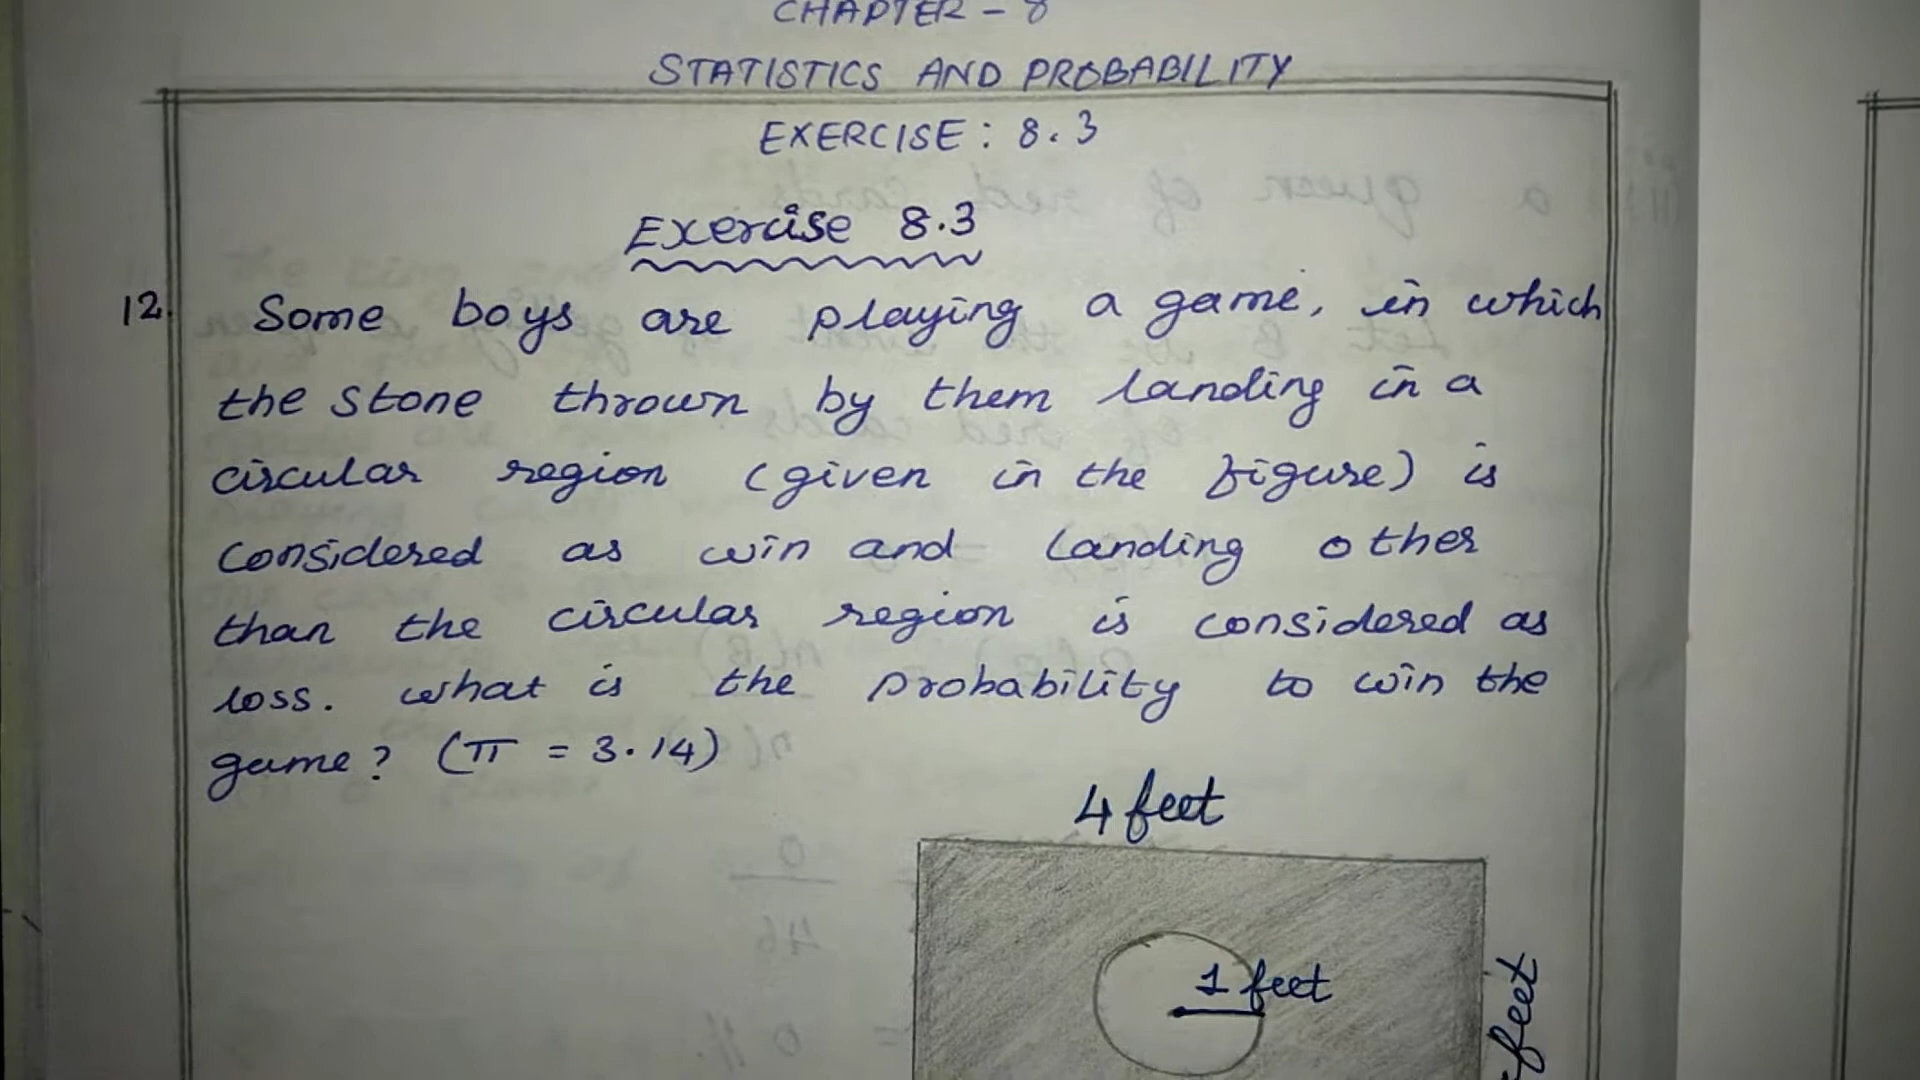 CHAPTER - 8
STATISTICS AND PROBABILITY
EXERCISE: 8.3
Exercise 8.3
12. Some boys are playing a game, in which
the stone thrown by them landing in a
circular region (given in the figure) is
considered as win and landing other
than the circular region is considered as
loss. what is the probability to win the
game? (π = 3.14)
4 feet
1 feet
feet